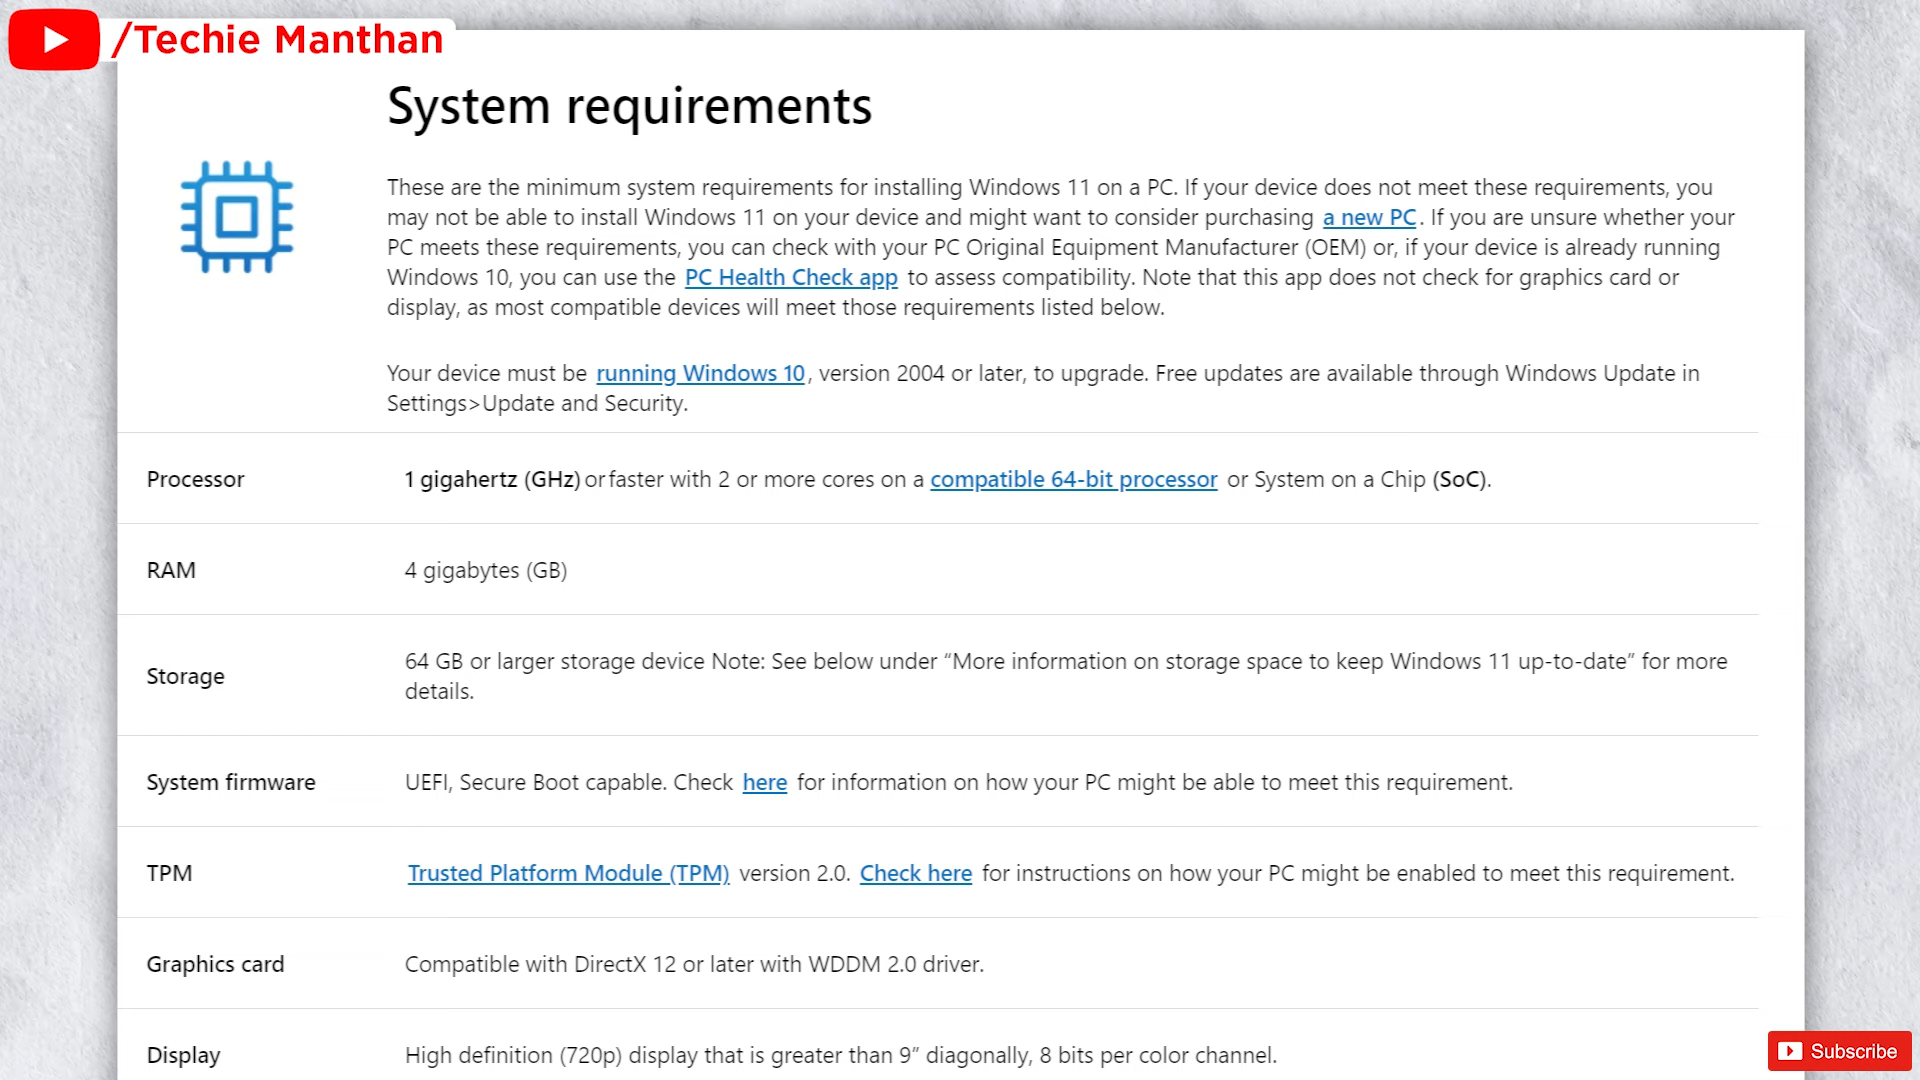 /Techie Manthan
System requirements
These are the minimum system requirements for installing Windows 11 on a PC. If your device does not meet these requirements, you
may not be able to install Windows 11 on your device and might want to consider purchasing a new PC. If you are unsure whether your
PC meets these requirements, you can check with your PC Original Equipment Manufacturer (OEM) or, if your device is already running
Windows 10, you can use the PC Health Check app to assess compatibility. Note that this app does not check for graphics card or
display, as most compatible devices will meet those requirements listed below.
Your device must be running Windows 10, version 2004 or later, to upgrade. Free updates are available through Windows Update in
Settings>Update and Security.
Processor
1 gigahertz (GHz) or faster with 2 or more cores on a compatible 64-bit processor or System on a Chip (SoC).
RAM
4 gigabytes (GB)
Storage
64 GB or larger storage device Note: See below under “More information on storage space to keep Windows 11 up-to-date” for more
details.
System firmware
UEFI, Secure Boot capable. Check here for information on how your PC might be able to meet this requirement.
TPM
Trusted Platform Module (TPM) version 2.0. Check here for instructions on how your PC might be enabled to meet this requirement.
Graphics card
Compatible with DirectX 12 or later with WDDM 2.0 driver.
Display
High definition (720p) display that is greater than 9” diagonally, 8 bits per color channel.
Subscribe